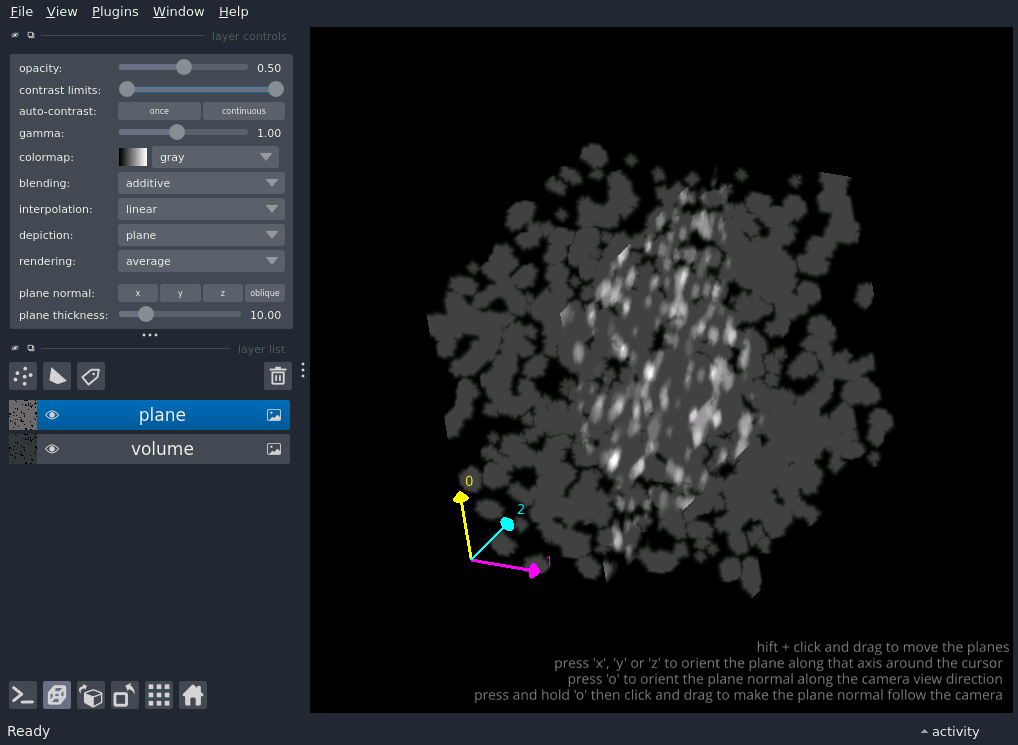 File View Plugins Window Help
layer controls
opacity: 0.50
contrast limits:
auto-contrast: once continuous
gamma: 1.00
colormap: gray
blending: additive
interpolation: linear
depiction: plane
rendering: average
plane normal: x y z oblique
plane thickness: 10.00
layer list
plane
volume
0
2
1
hift + click and drag to move the planes
press 'x', 'y' or 'z' to orient the plane along that axis around the cursor
press 'o' to orient the plane normal along the camera view direction
press and hold 'o' then click and drag to make the plane normal follow the camera
Ready activity